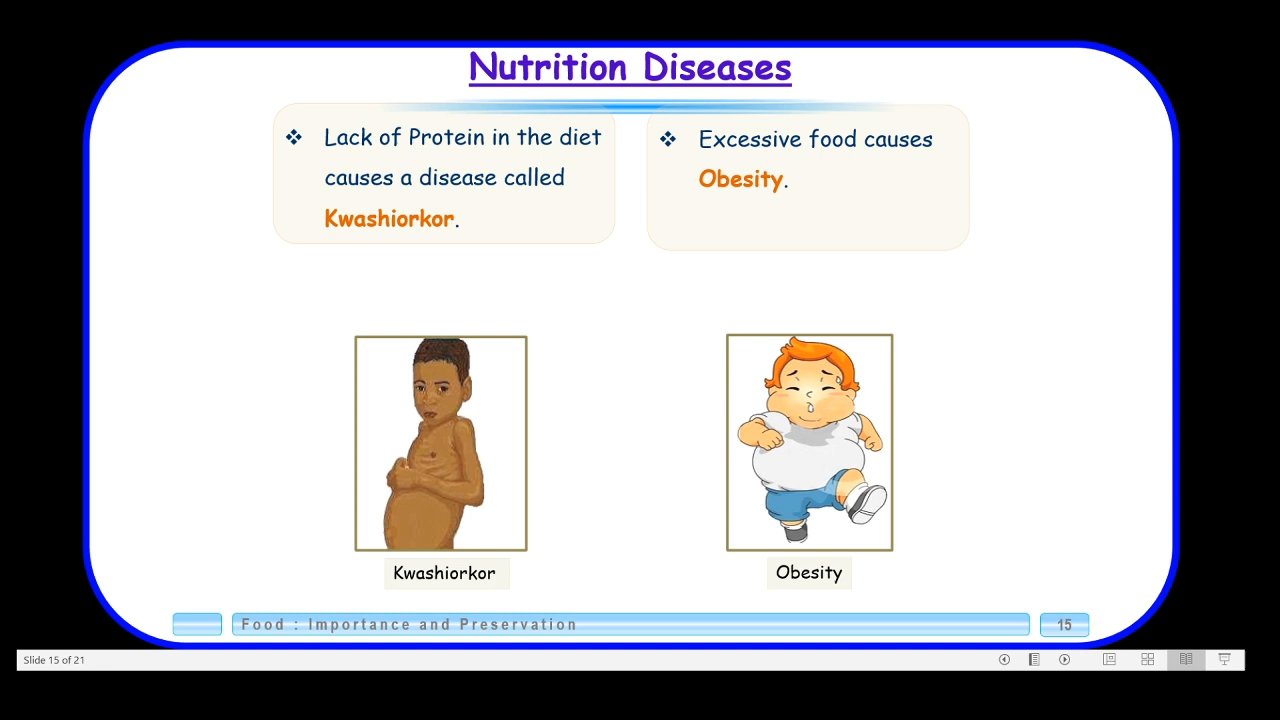 Nutrition Diseases
❖ Lack of Protein in the diet
causes a disease called
Kwashiorkor.
❖ Excessive food causes
Obesity.
Kwashiorkor
Obesity
Food : Importance and Preservation
15
Slide 15 of 21